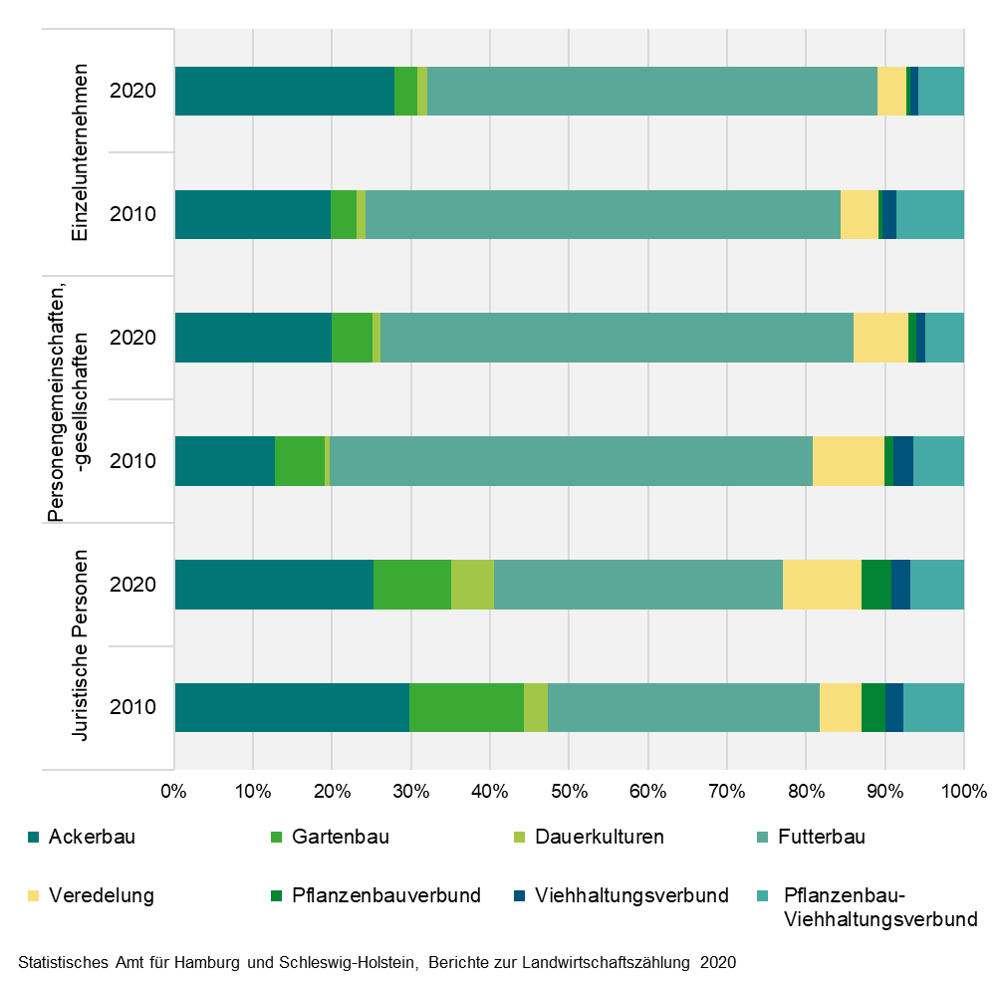 Einzelunternehmen
2020
2010
Personengemeinschaften,
-gesellschaften
2020
2010
Juristische Personen
2020
2010
0% 10% 20% 30% 40% 50% 60% 70% 80% 90% 100%
Ackerbau Gartenbau Dauerkulturen Futterbau
Veredelung Pflanzenbauverbund Viehhaltungsverbund Pflanzenbau-
Viehhaltungsverbund
Statistisches Amt für Hamburg und Schleswig-Holstein, Berichte zur Landwirtschaftszählung 2020